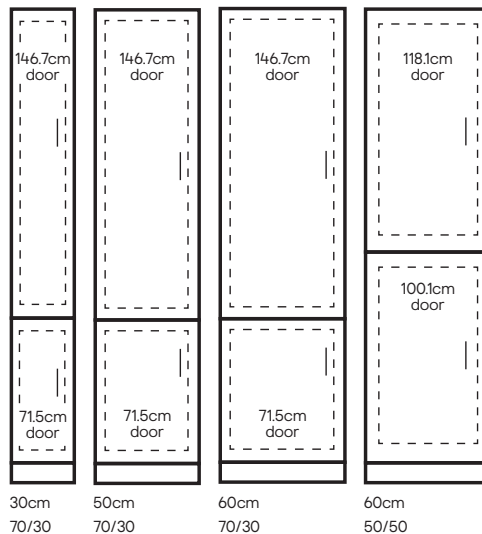 146.7cm
door
146.7cm
door
146.7cm
door
118.1cm
door
100.1cm
door
71.5cm
door
71.5cm
door
71.5cm
door
30cm
70/30
50cm
70/30
60cm
70/30
60cm
50/50